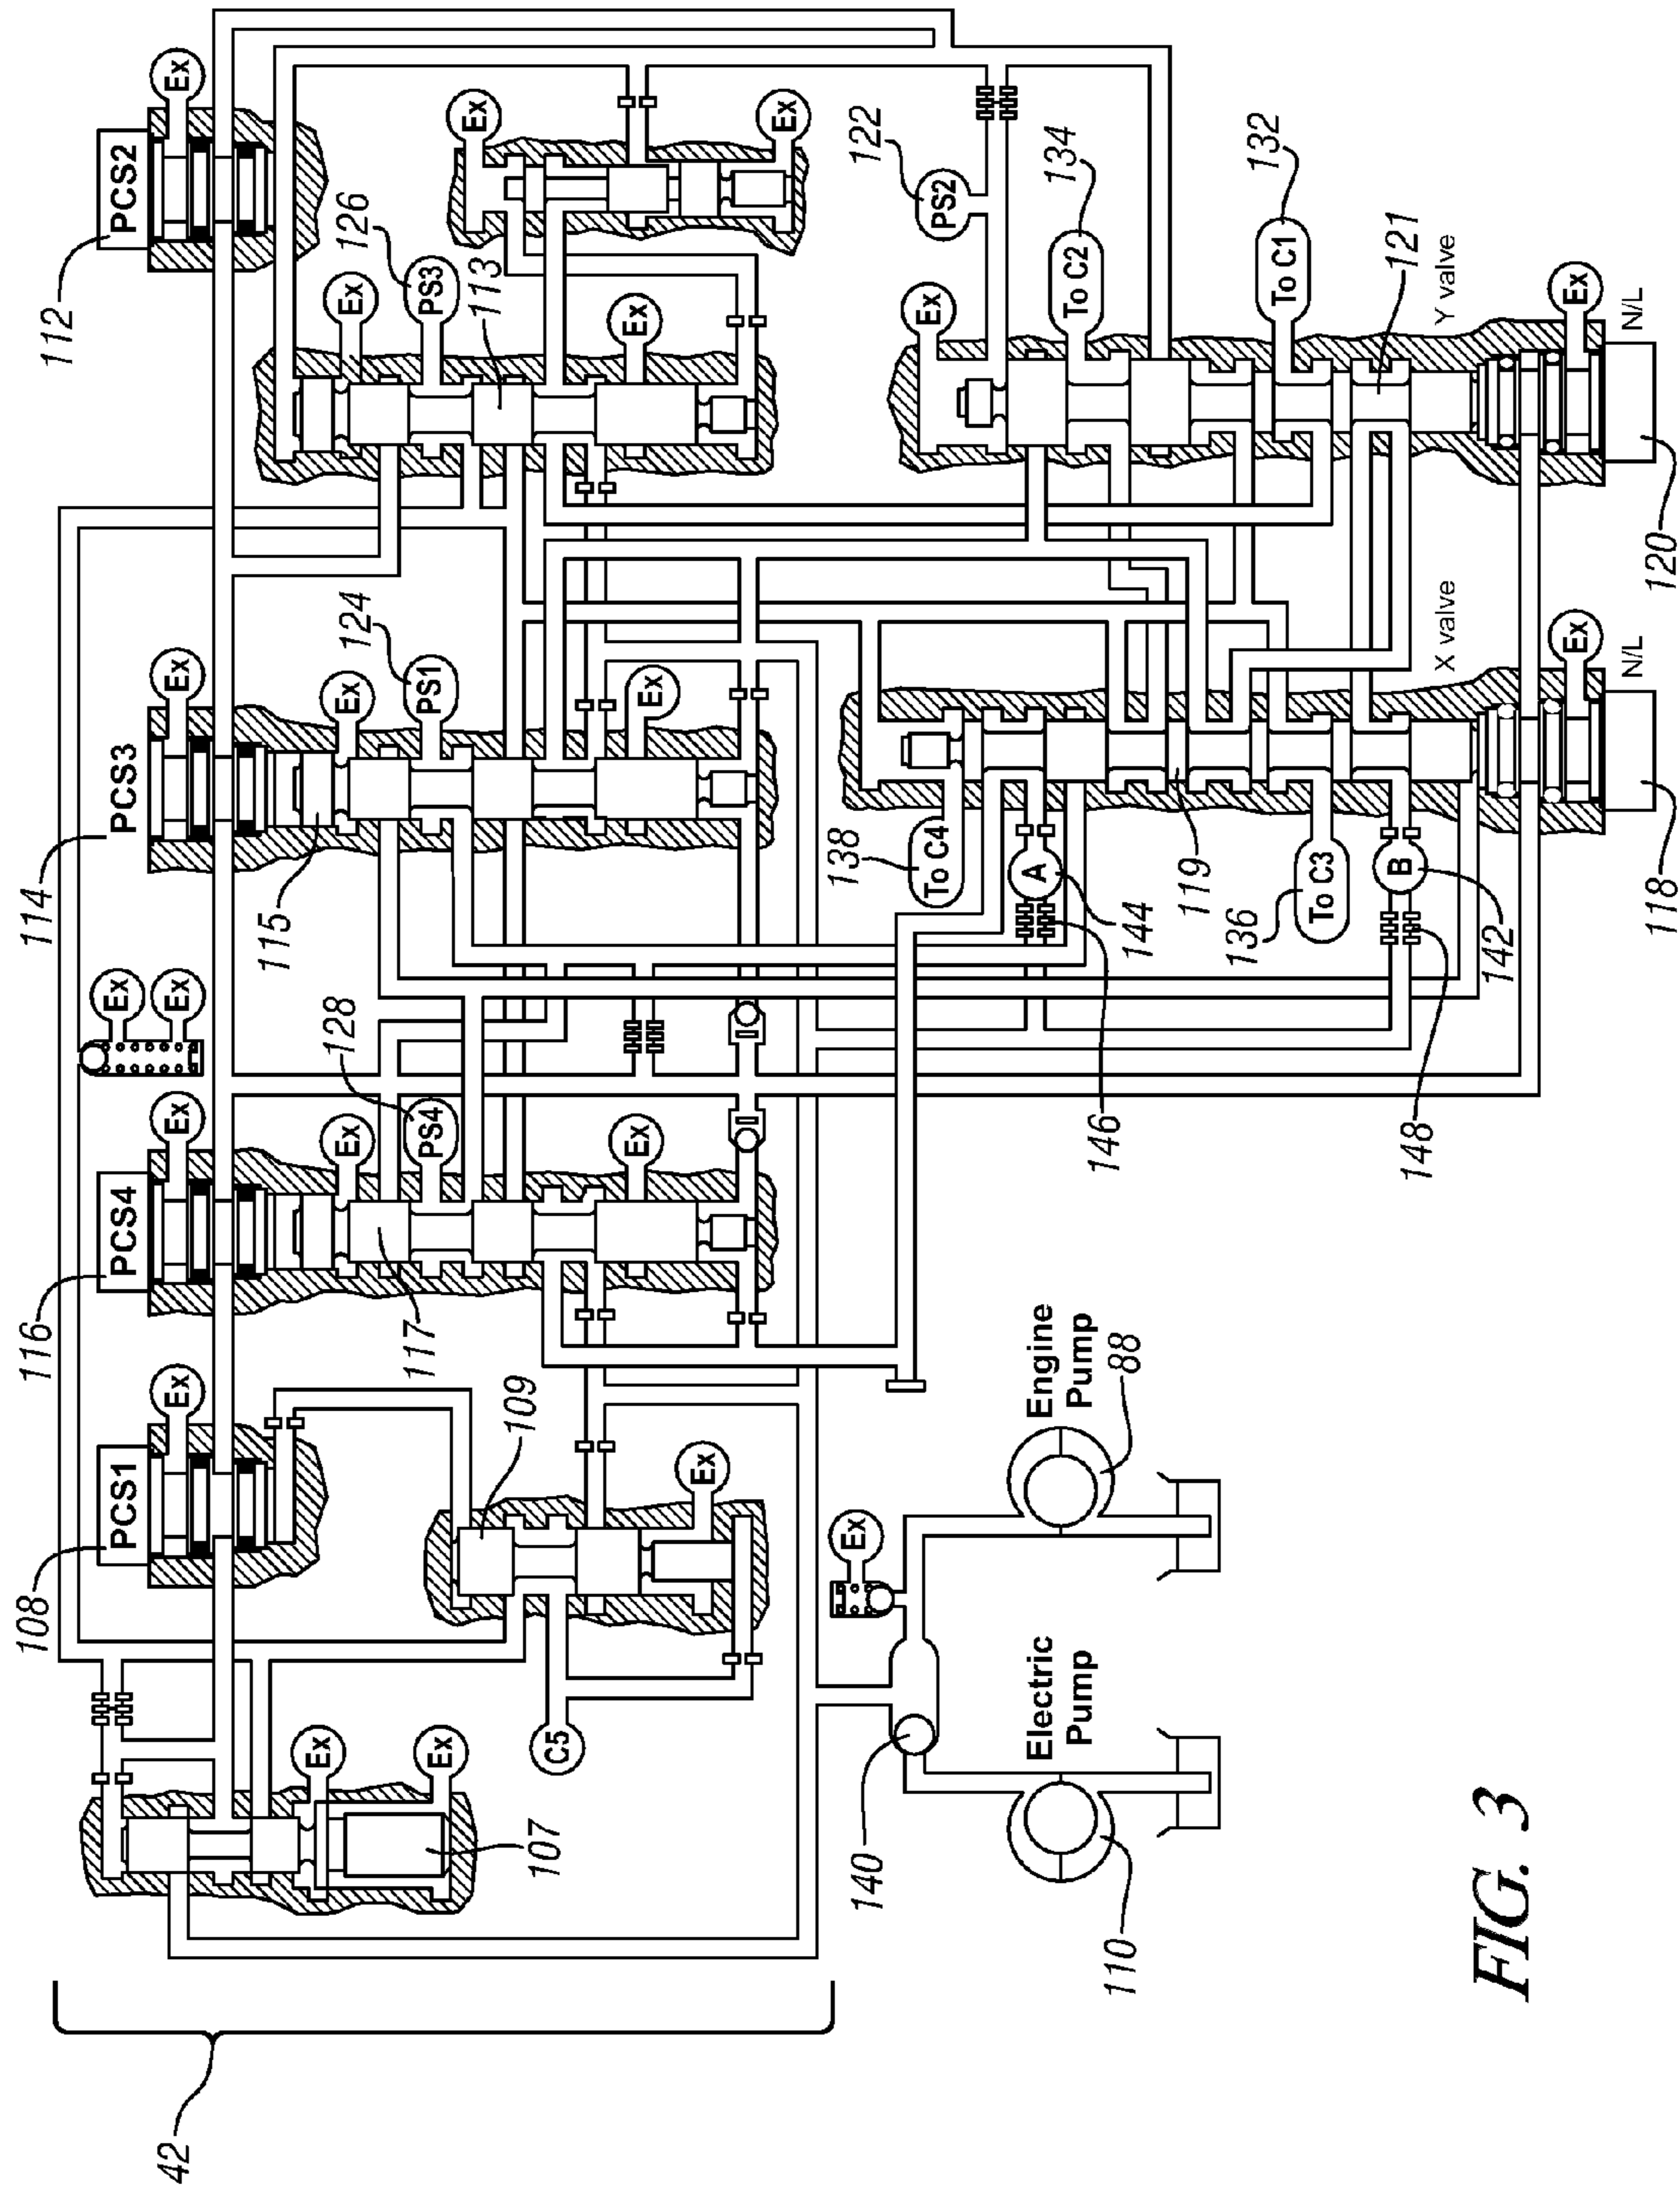 114
116
108
112
PCS1
PCS4
PCS3
PCS2
Ex
Ex
Ex
Ex
Ex
Ex
42
107
Ex
Ex
C5
109
Ex
117
Ex
128
PS4
Ex
115
Ex
124
PS1
Ex
126
Ex
PS3
113
Ex
Ex
Ex
140
Ex
Electric
Pump
110
Engine
Pump
88
138
To C4
A
144
146
119
136
To C3
B
142
148
X valve
Ex
N/L
118
122
PS2
Ex
134
To C2
132
To C1
121
Y valve
Ex
N/L
120
FIG. 3